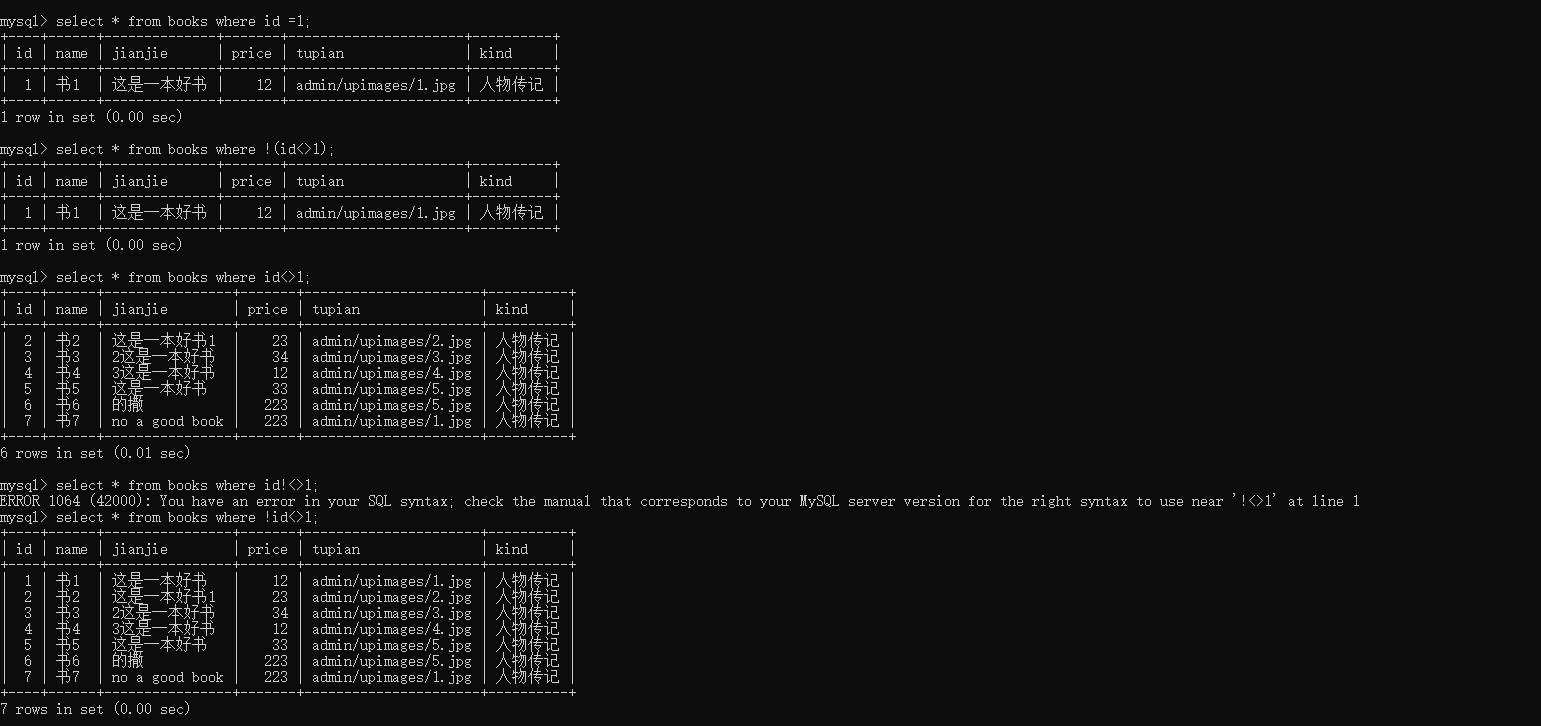 mysql> select * from books where id =1;
+----+------+--------------+-------+----------------------+----------+
| id | name | jianjie      | price | tupian               | kind     |
+----+------+--------------+-------+----------------------+----------+
|  1 | 书1  | 这是一本好书 |    12 | admin/upimages/1.jpg | 人物传记 |
+----+------+--------------+-------+----------------------+----------+
1 row in set (0.00 sec)
mysql> select * from books where !(id<>1);
+----+------+--------------+-------+----------------------+----------+
| id | name | jianjie      | price | tupian               | kind     |
+----+------+--------------+-------+----------------------+----------+
|  1 | 书1  | 这是一本好书 |    12 | admin/upimages/1.jpg | 人物传记 |
+----+------+--------------+-------+----------------------+----------+
1 row in set (0.00 sec)
mysql> select * from books where id<>1;
+----+------+----------------+-------+----------------------+----------+
| id | name | jianjie        | price | tupian               | kind     |
+----+------+----------------+-------+----------------------+----------+
|  2 | 书2  | 这是一本好书1  |    23 | admin/upimages/2.jpg | 人物传记 |
|  3 | 书3  | 2这是一本好书  |    34 | admin/upimages/3.jpg | 人物传记 |
|  4 | 书4  | 3这是一本好书  |    12 | admin/upimages/4.jpg | 人物传记 |
|  5 | 书5  | 这是一本好书   |    33 | admin/upimages/5.jpg | 人物传记 |
|  6 | 书6  | 的撒           |   223 | admin/upimages/5.jpg | 人物传记 |
|  7 | 书7  | no a good book |   223 | admin/upimages/1.jpg | 人物传记 |
+----+------+----------------+-------+----------------------+----------+
6 rows in set (0.01 sec)
mysql> select * from books where id!<>1;
ERROR 1064 (42000): You have an error in your SQL syntax; check the manual that corresponds to your MySQL server version for the right syntax to use near '!<>1' at line 1
mysql> select * from books where !id<>1;
+----+------+----------------+-------+----------------------+----------+
| id | name | jianjie        | price | tupian               | kind     |
+----+------+----------------+-------+----------------------+----------+
|  1 | 书1  | 这是一本好书   |    12 | admin/upimages/1.jpg | 人物传记 |
|  2 | 书2  | 这是一本好书1  |    23 | admin/upimages/2.jpg | 人物传记 |
|  3 | 书3  | 2这是一本好书  |    34 | admin/upimages/3.jpg | 人物传记 |
|  4 | 书4  | 3这是一本好书  |    12 | admin/upimages/4.jpg | 人物传记 |
|  5 | 书5  | 这是一本好书   |    33 | admin/upimages/5.jpg | 人物传记 |
|  6 | 书6  | 的撒           |   223 | admin/upimages/5.jpg | 人物传记 |
|  7 | 书7  | no a good book |   223 | admin/upimages/1.jpg | 人物传记 |
+----+------+----------------+-------+----------------------+----------+
7 rows in set (0.00 sec)